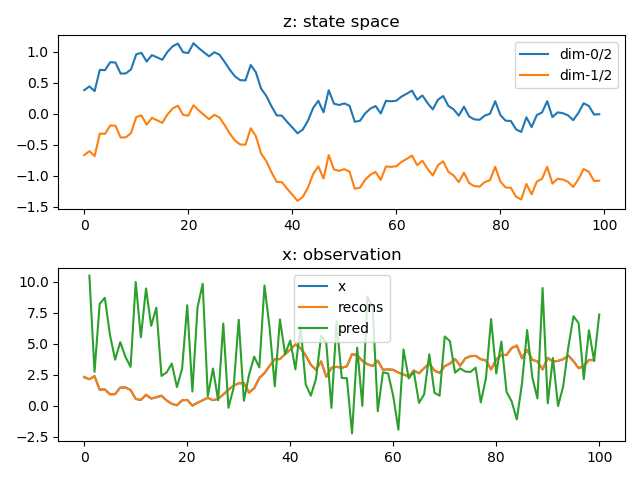 z: state space
1.0
0.5
0.0
−0.5
−1.0
−1.5
dim-0/2
dim-1/2
0 20 40 60 80 100
x: observation
10.0
7.5
5.0
2.5
0.0
−2.5
x
recons
pred
0 20 40 60 80 100